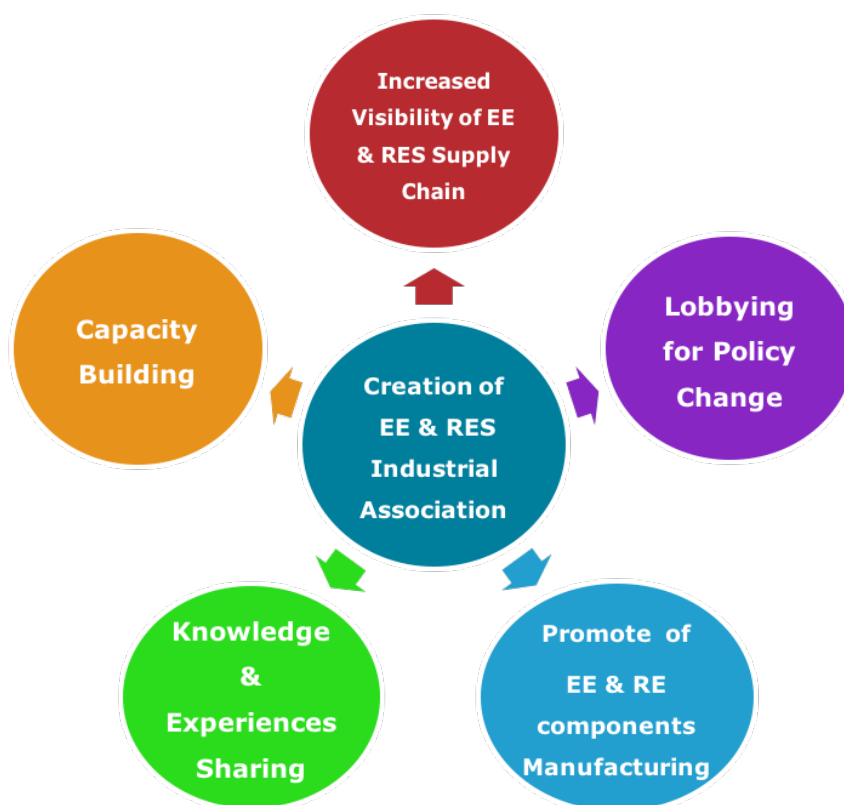 Increased
Visibility of EE
& RES Supply
Chain
Capacity
Building
Lobbying
for Policy
Change
Creation of
EE & RES
Industrial
Association
Knowledge
&
Experiences
Sharing
Promote of
EE & RE
components
Manufacturing